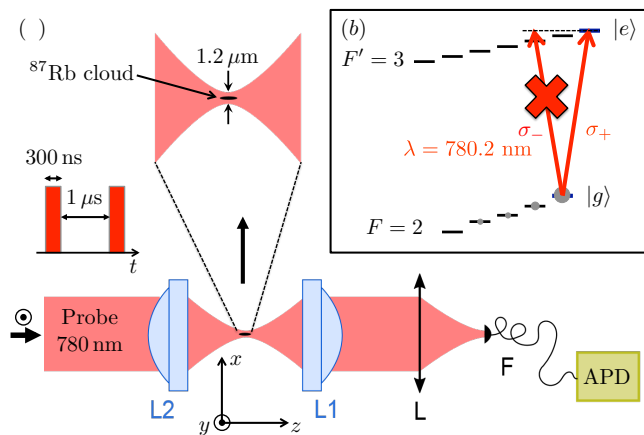 ( )
1.2 μm
⁸⁷Rb cloud
300 ns
1 μs
t
Probe
780 nm
L2
L1
L
F
APD
x
y
z
(b)
|e⟩
F′ = 3
σ−
σ+
λ = 780.2 nm
|g⟩
F = 2